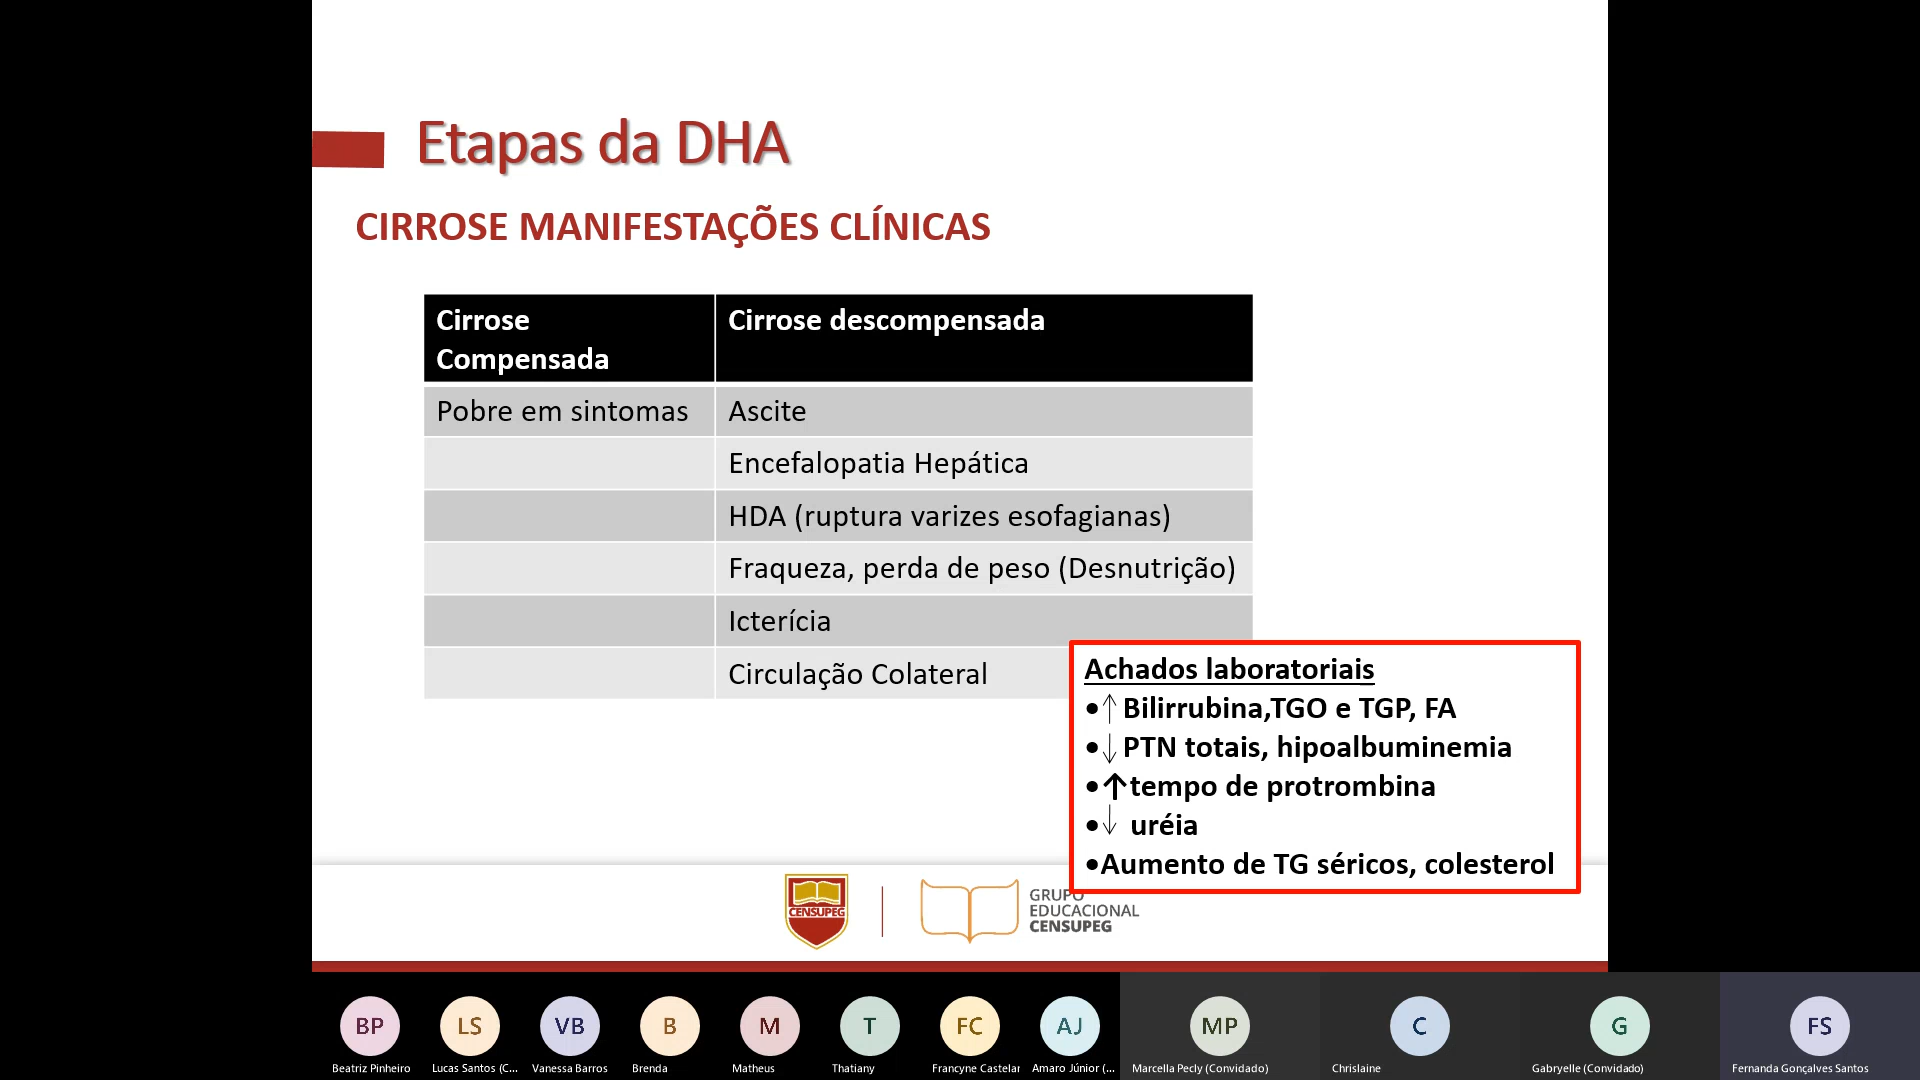 Etapas da DHA
CIRROSE MANIFESTAÇÕES CLÍNICAS
Cirrose
Compensada
Cirrose descompensada
Pobre em sintomas
Ascite
Encefalopatia Hepática
HDA (ruptura varizes esofagianas)
Fraqueza, perda de peso (Desnutrição)
Icterícia
Circulação Colateral
Achados laboratoriais
•↑Bilirrubina,TGO e TGP, FA
•↓PTN totais, hipoalbuminemia
•↑tempo de protrombina
•↓ uréia
•Aumento de TG séricos, colesterol
CENSUPEG
GRUPO
EDUCACIONAL
CENSUPEG
BP
LS
VB
B
M
T
FC
AJ
MP
C
G
FS
Beatriz Pinheiro
Lucas Santos (C...
Vanessa Barros
Brenda
Matheus
Thatiany
Francyne Castelar
Amaro Júnior (...
Marcella Pecly (Convidado)
Chrislaine
Gabryelle (Convidado)
Fernanda Gonçalves Santos